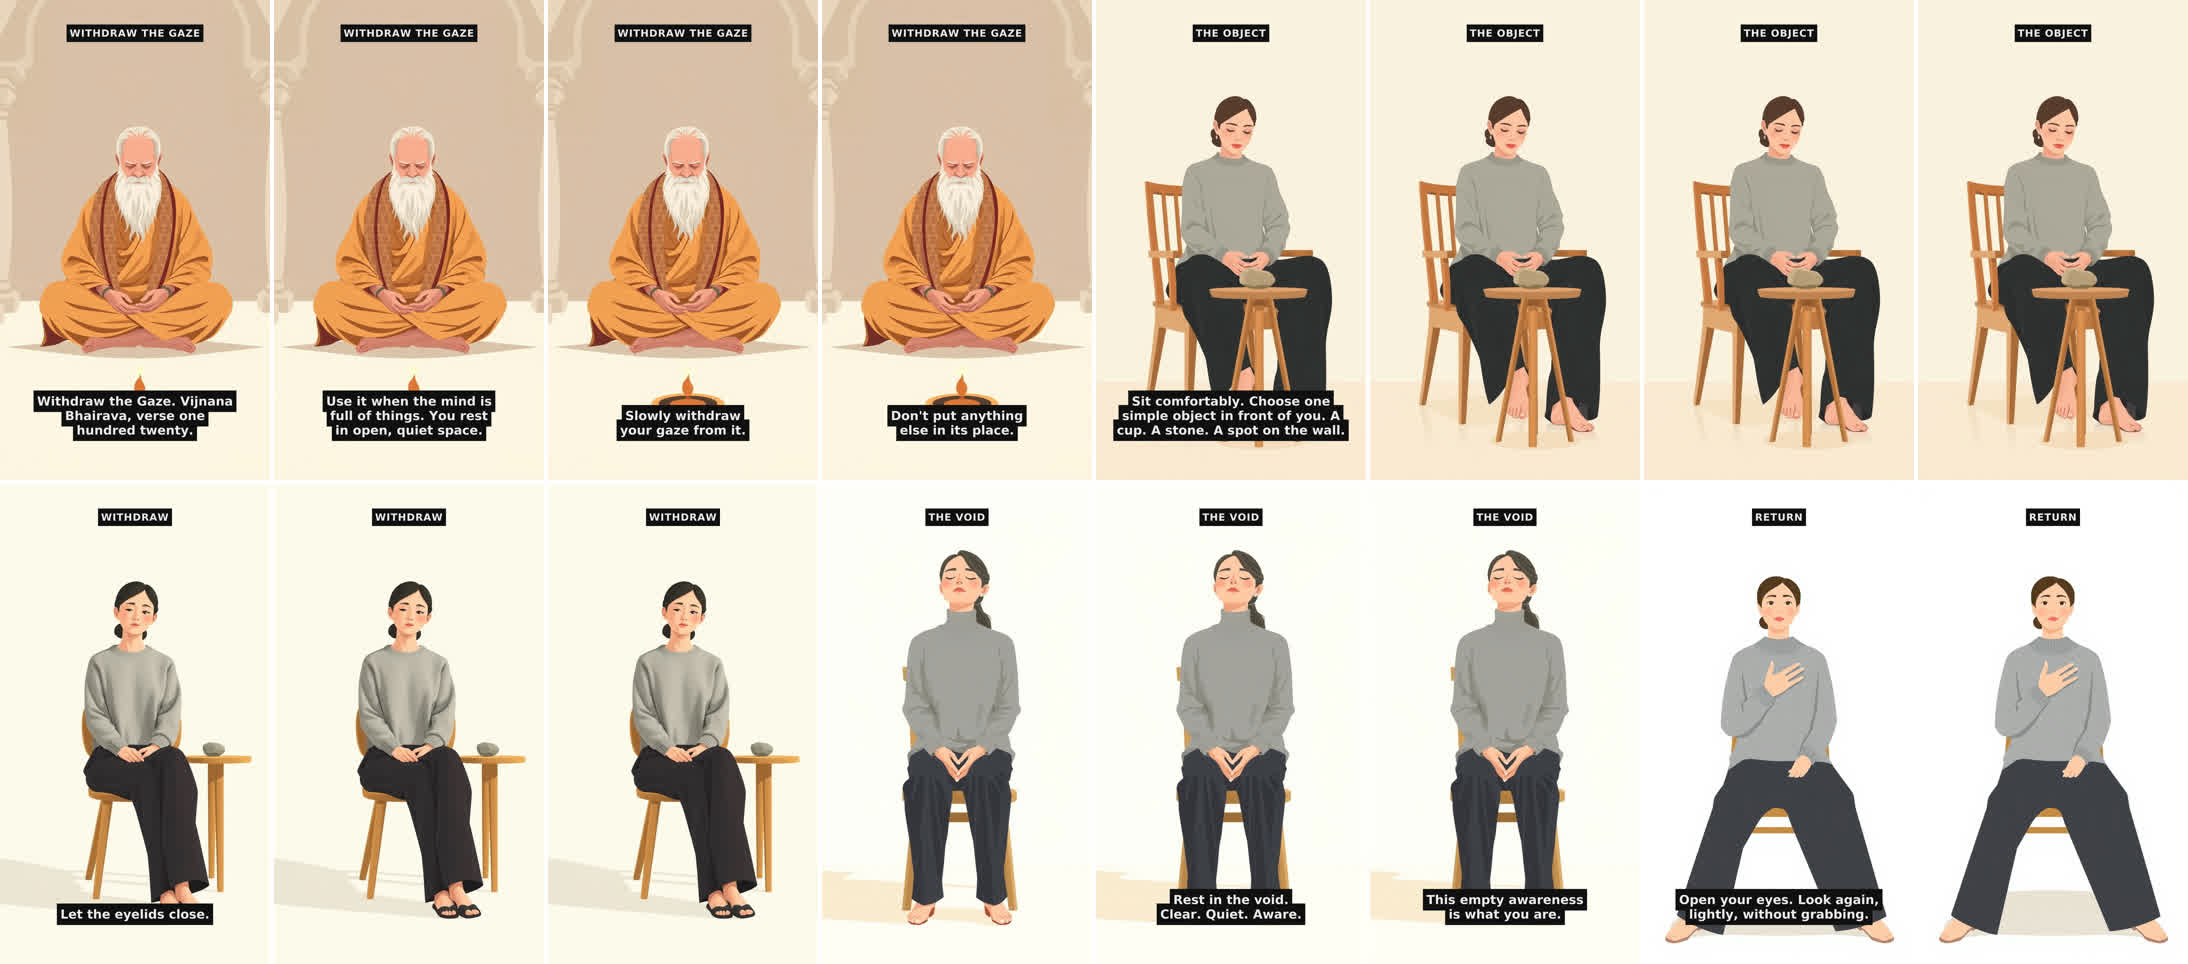 WITHDRAW THE GAZE
Withdraw the Gaze. Vijnana
Bhairava, verse one
hundred twenty.
WITHDRAW THE GAZE
Use it when the mind is
full of things. You rest
in open, quiet space.
WITHDRAW THE GAZE
Slowly withdraw
your gaze from it.
WITHDRAW THE GAZE
Don't put anything
else in its place.
THE OBJECT
Sit comfortably. Choose one
simple object in front of you. A
cup. A stone. A spot on the wall.
THE OBJECT
THE OBJECT
THE OBJECT
WITHDRAW
Let the eyelids close.
WITHDRAW
WITHDRAW
THE VOID
THE VOID
Rest in the void.
Clear. Quiet. Aware.
THE VOID
This empty awareness
is what you are.
RETURN
Open your eyes. Look again,
lightly, without grabbing.
RETURN